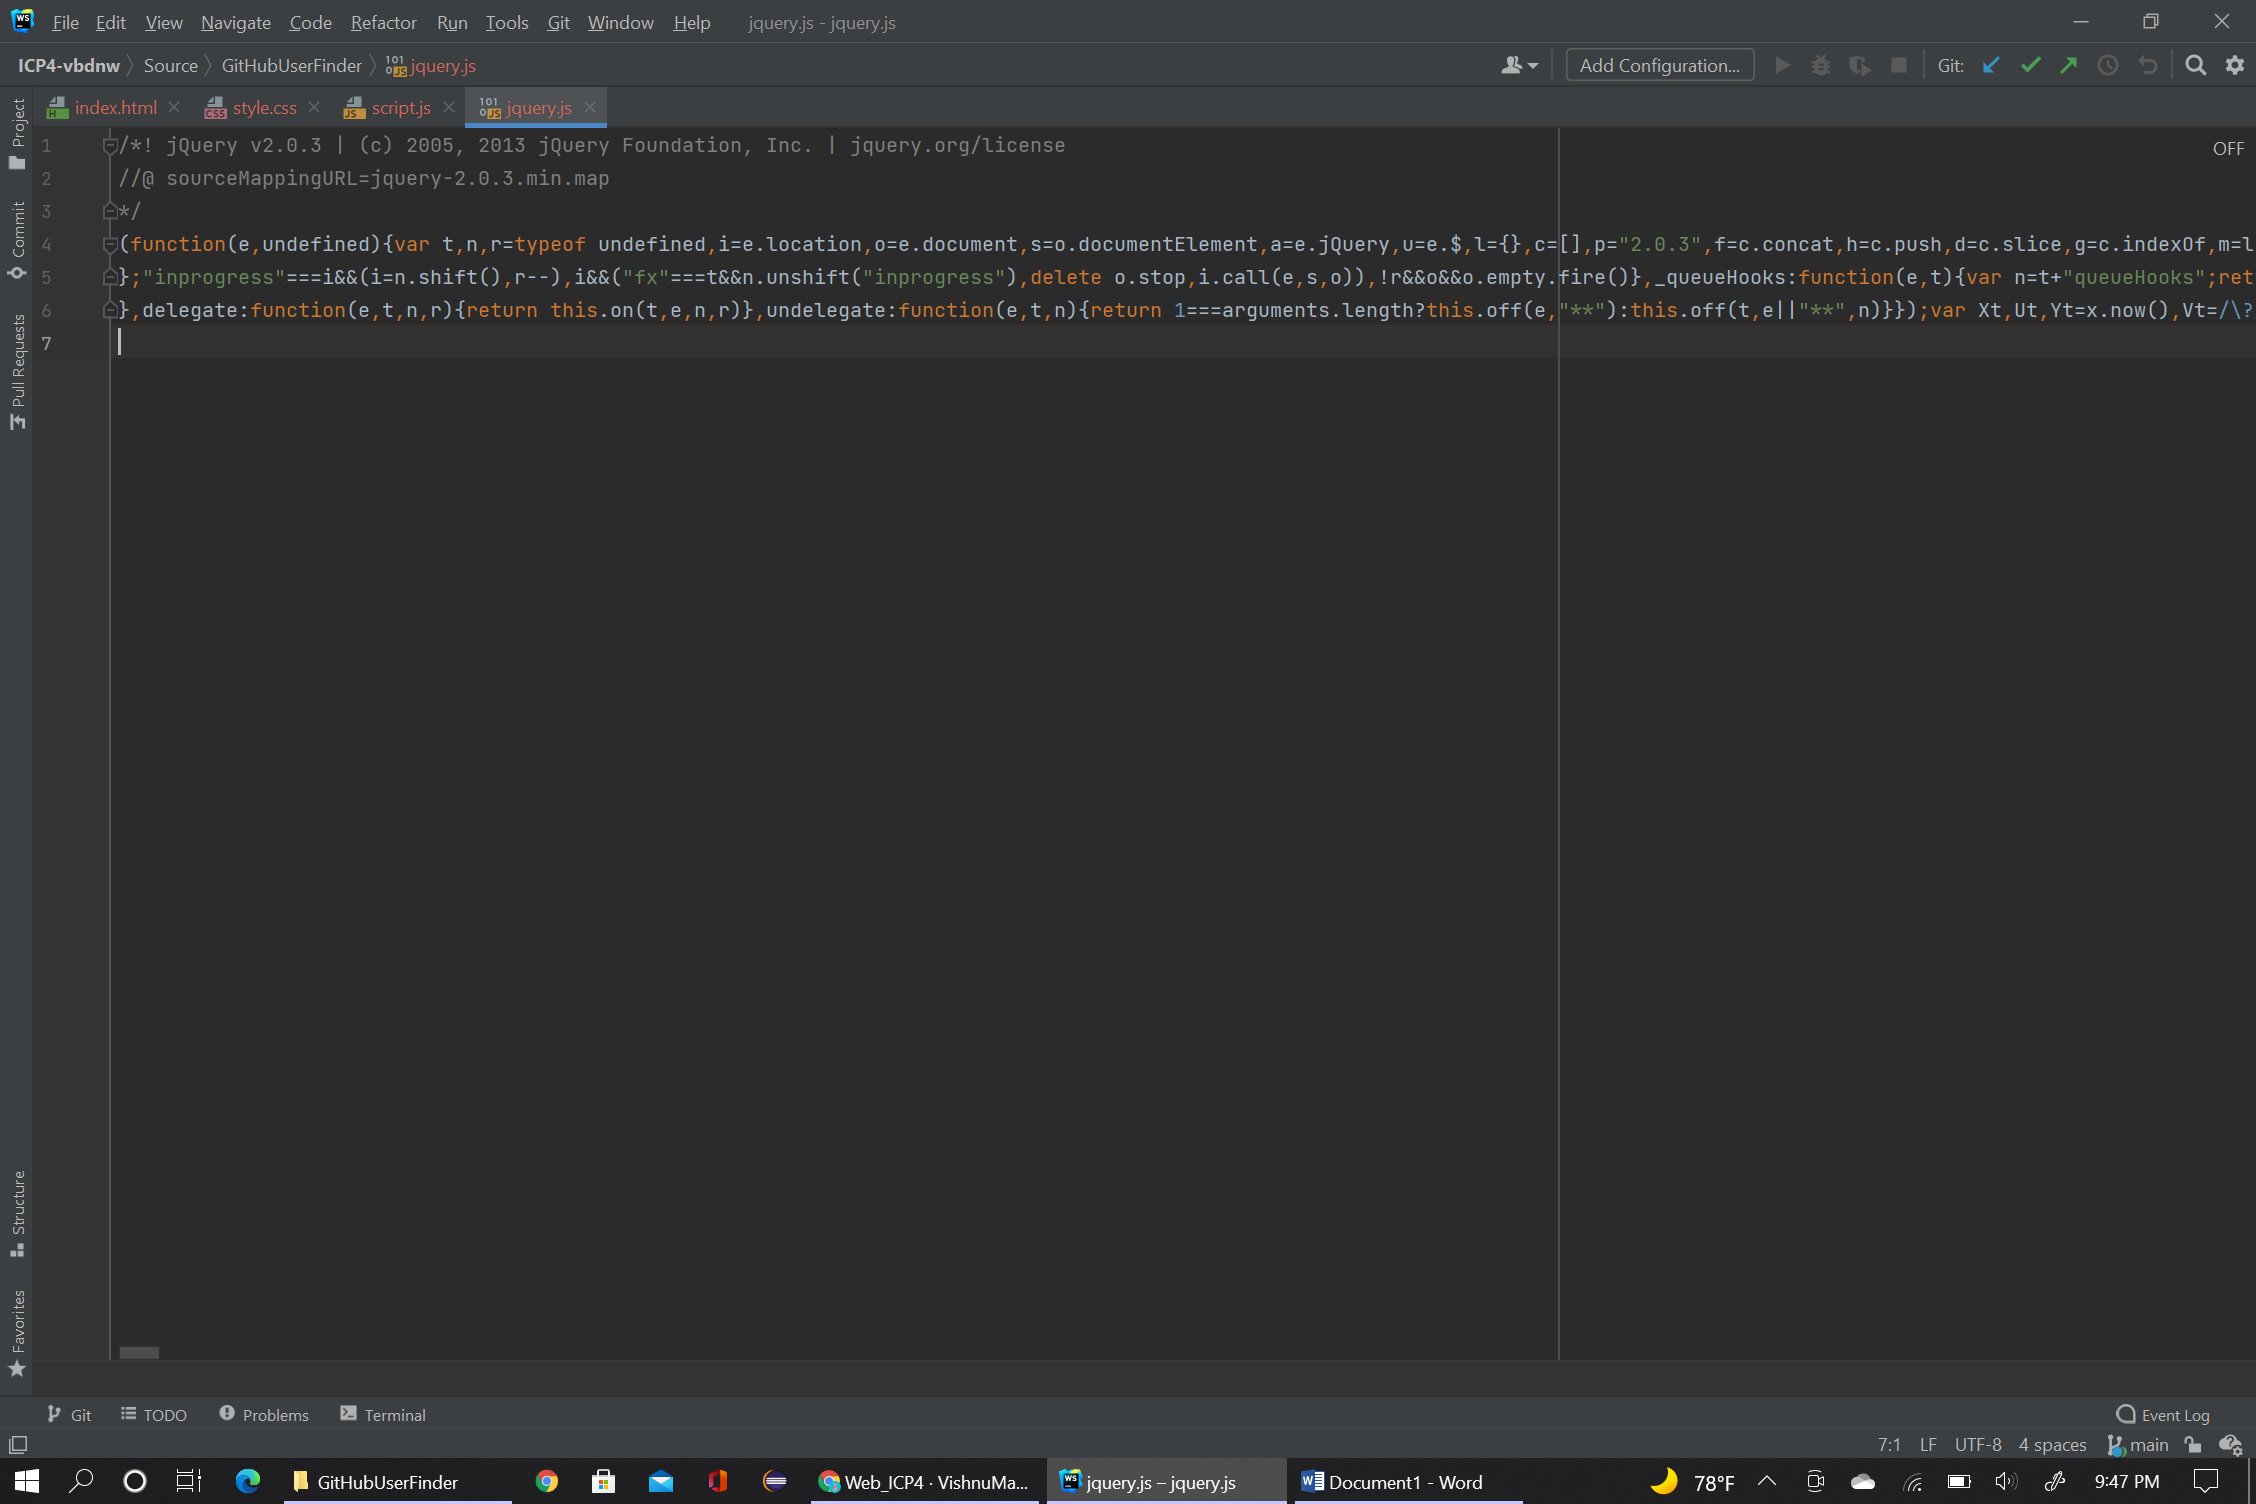 File Edit View Navigate Code Refactor Run Tools Git Window Help jquery.js - jquery.js
ICP4-vbdnw Source GitHubUserFinder jquery.js Add Configuration... Git:
index.html style.css script.js jquery.js
OFF
1 /*! jQuery v2.0.3 | (c) 2005, 2013 jQuery Foundation, Inc. | jquery.org/license
2 //@ sourceMappingURL=jquery-2.0.3.min.map
3 */
4 (function(e,undefined){var t,n,r=typeof undefined,i=e.location,o=e.document,s=o.documentElement,a=e.jQuery,u=e.$,l={},c=[],p="2.0.3",f=c.concat,h=c.push,d=c.slice,g=c.indexOf,m=l
5 };"inprogress"===i&&(i=n.shift(),r--),i&&("fx"===t&&n.unshift("inprogress"),delete o.stop,i.call(e,s,o)),!r&&o&&o.empty.fire()},_queueHooks:function(e,t){var n=t+"queueHooks";ret
6 },delegate:function(e,t,n,r){return this.on(t,e,n,r)},undelegate:function(e,t,n){return 1===arguments.length?this.off(e,"**"):this.off(t,e||"**",n)}});var Xt,Ut,Yt=x.now(),Vt=/\?
7
Project
Commit
Pull Requests
Structure
Favorites
Git TODO Problems Terminal Event Log
7:1 LF UTF-8 4 spaces main
GitHubUserFinder Web_ICP4 · VishnuMa... jquery.js – jquery.js Document1 - Word 78°F 9:47 PM